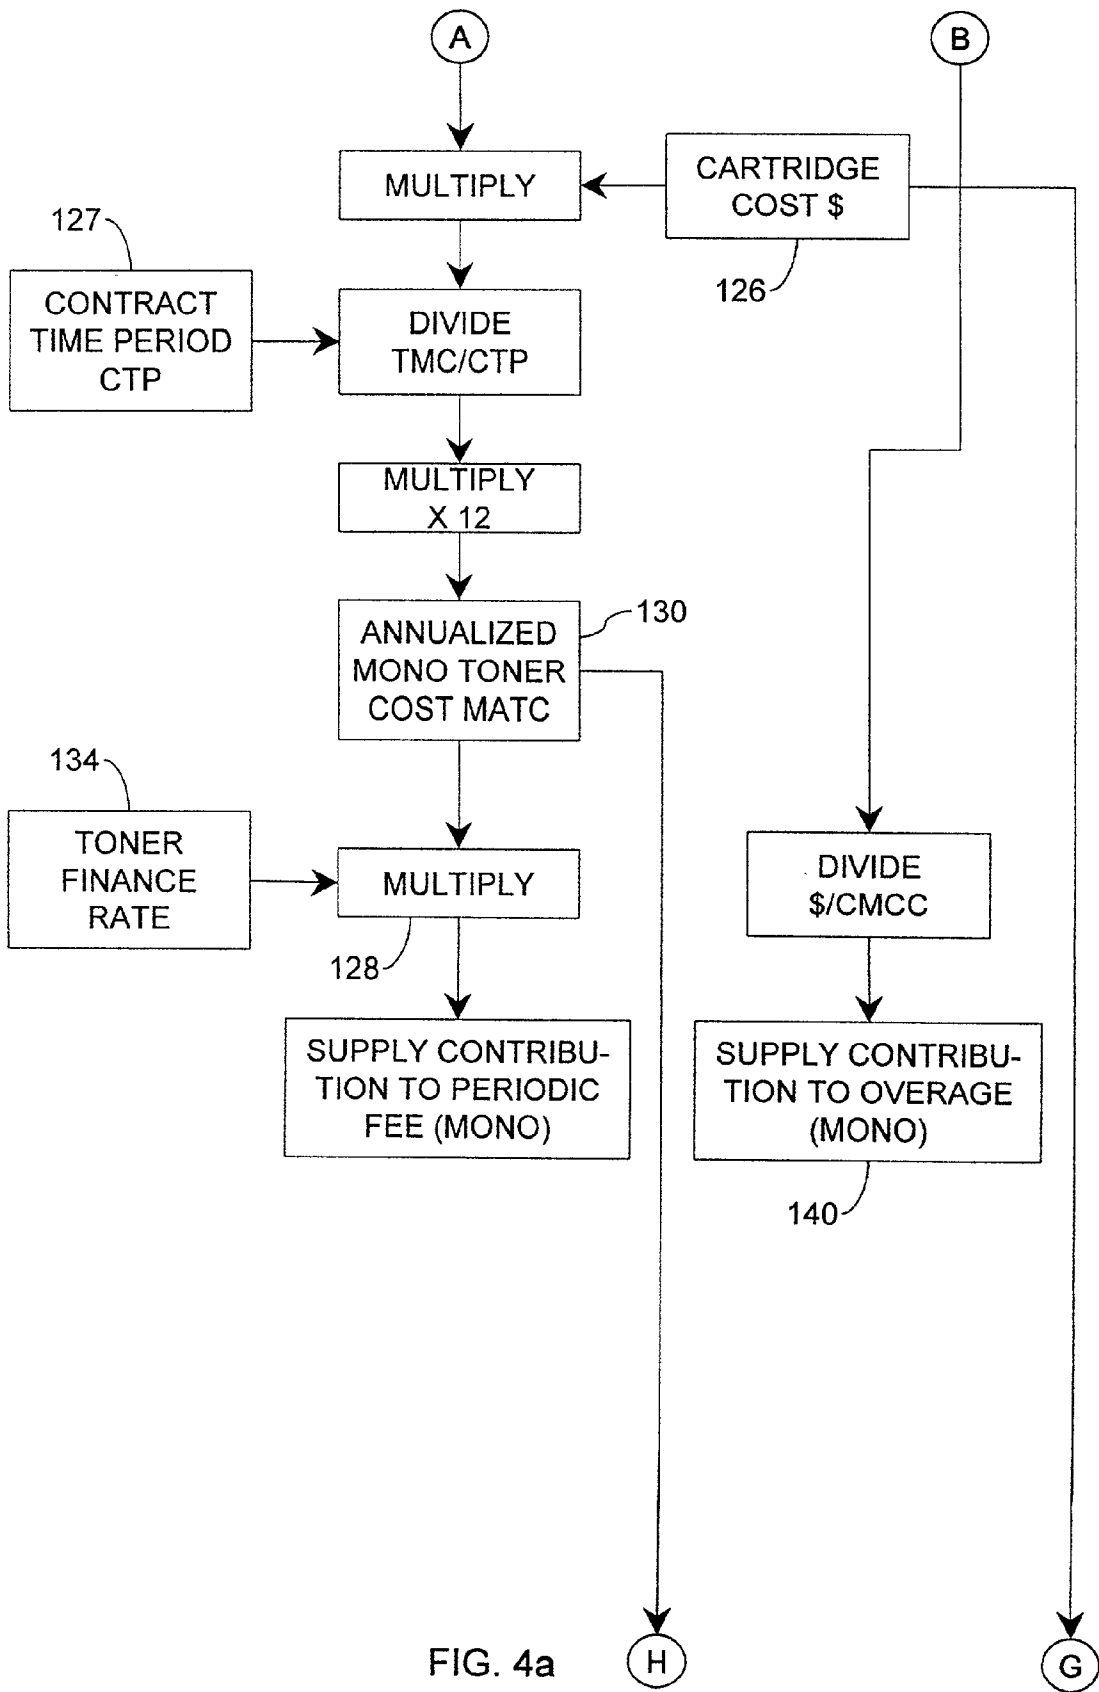 A
B
MULTIPLY
CARTRIDGE
COST $
126
127
CONTRACT
TIME PERIOD
CTP
DIVIDE
TMC/CTP
MULTIPLY
X 12
130
ANNUALIZED
MONO TONER
COST MATC
134
TONER
FINANCE
RATE
MULTIPLY
128
DIVIDE
$/CMCC
SUPPLY CONTRIBU-
TION TO PERIODIC
FEE (MONO)
SUPPLY CONTRIBU-
TION TO OVERAGE
(MONO)
140
FIG. 4a
H
G